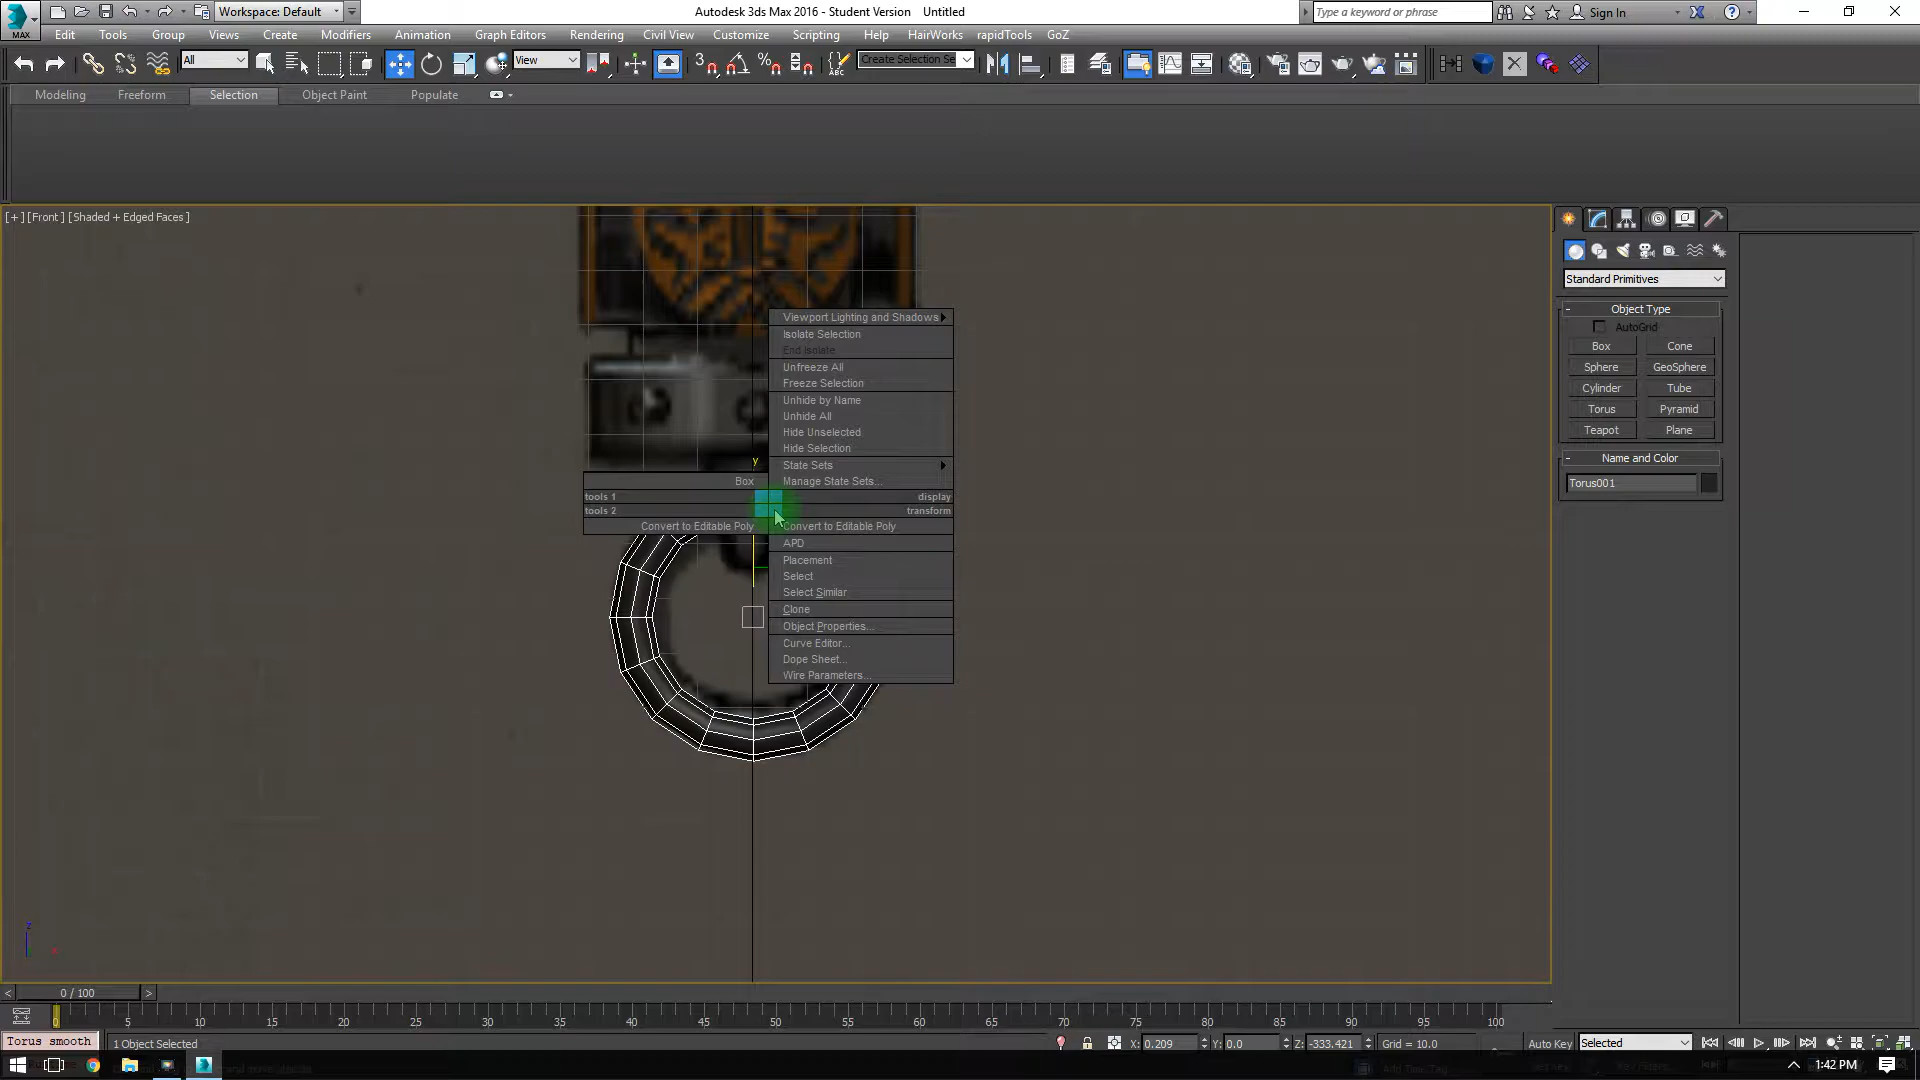 Workspace: Default
Autodesk 3ds Max 2016 - Student Version Untitled
Type a keyword or phrase
Sign In
MAX
Edit Tools Group Views Create Modifiers Animation Graph Editors Rendering Civil View Customize Scripting Help HairWorks rapidTools GoZ
All
View
3
ABC
Create Selection Se
Modeling Freeform Selection Object Paint Populate
[+] [Front] [Shaded + Edged Faces]
Standard Primitives
- Object Type
AutoGrid
Box Cone
Sphere GeoSphere
Cylinder Tube
Torus Pyramid
Teapot Plane
- Name and Color
Torus001
Viewport Lighting and Shadows
Isolate Selection
End Isolate
Unfreeze All
Freeze Selection
Unhide by Name
Unhide All
Hide Unselected
Hide Selection
State Sets
Manage State Sets...
y
Box
tools 1 display
tools 2 transform
Convert to Editable Poly
Convert to Editable Poly
APD
Placement
Select
Select Similar
Clone
Object Properties...
Curve Editor...
Dope Sheet...
Wire Parameters...
z
x
< 0 / 100 >
0 5 10 15 20 25 30 35 40 45 50 55 60 65 70 75 80 85 90 95 100
Torus smooth
1 Object Selected
X: 0.209 Y: 0.0 Z: -333.421 Grid = 10.0
Auto Key Selected
1:42 PM